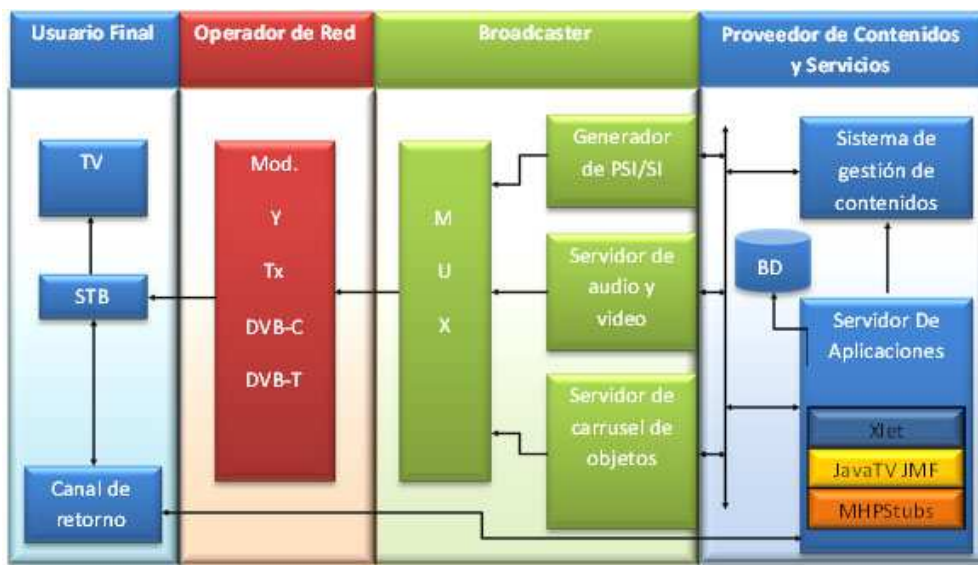 Usuario Final
Operador de Red
Broadcaster
Proveedor de Contenidos
y Servicios
TV
STB
Canal de
retorno
Mod.
Y
Tx
DVB-C
DVB-T
M
U
X
Generador
de PSI/SI
Servidor de
audio y
video
Servidor de
carrusel de
objetos
Sistema de
gestión de
contenidos
BD
Servidor De
Aplicaciones
Xlet
JavaTV JMF
MHPStubs